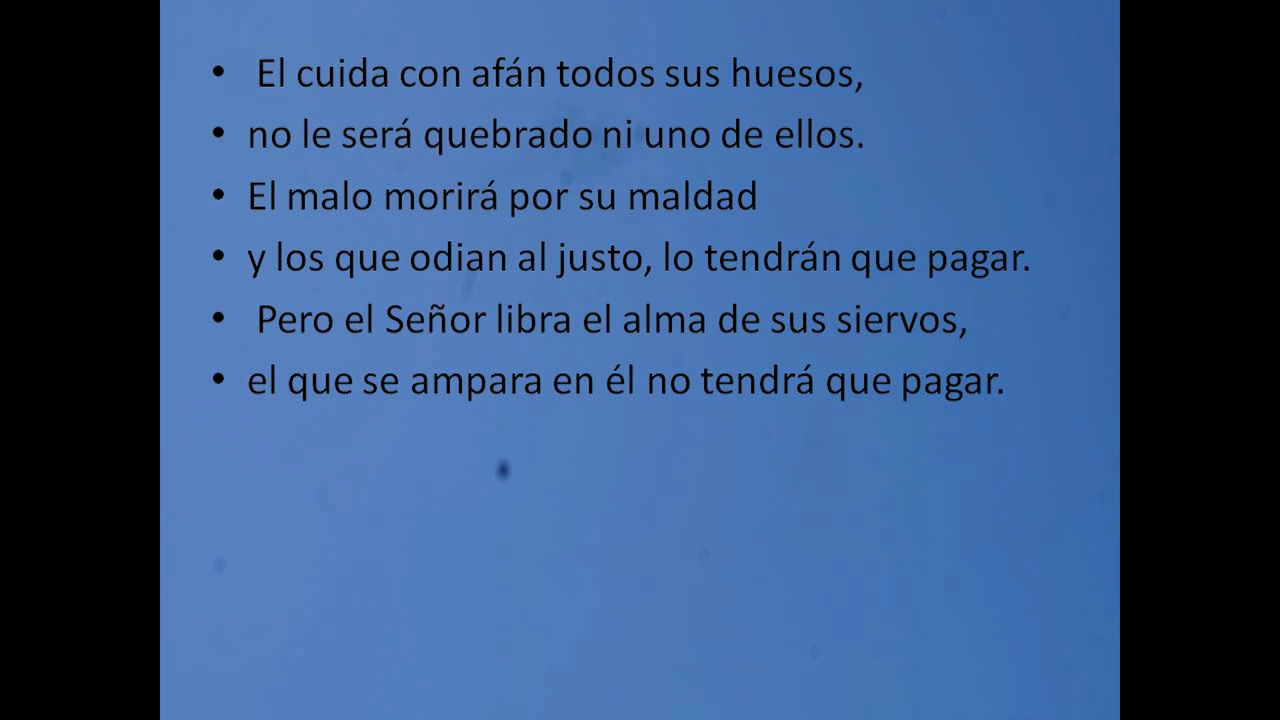 • El cuida con afán todos sus huesos,
• no le será quebrado ni uno de ellos.
• El malo morirá por su maldad
• y los que odian al justo, lo tendrán que pagar.
• Pero el Señor libra el alma de sus siervos,
• el que se ampara en él no tendrá que pagar.